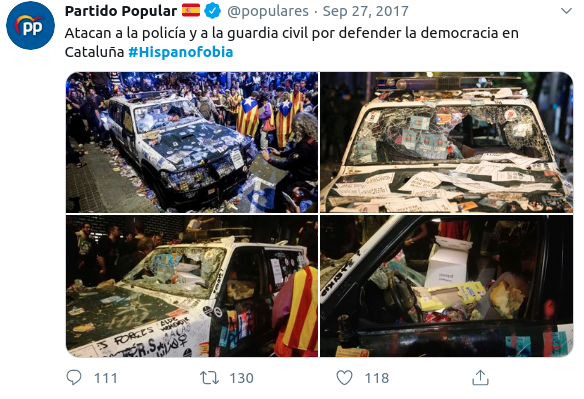 Partido Popular @populares · Sep 27, 2017
pp
Atacan a la policía y a la guardia civil por defender la democracia en
Cataluña #Hispanofobia
111 130 118